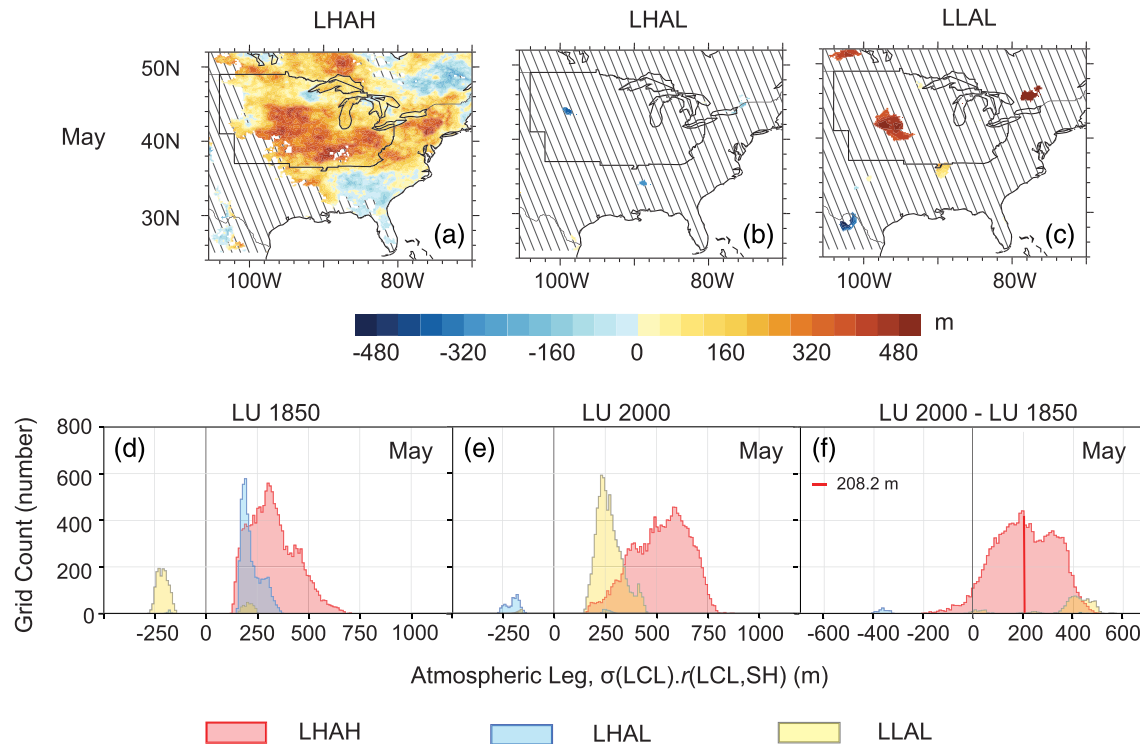 LHAH LHAL LLAL
50N
May
40N
30N
(a) (b) (c)
100W 80W 100W 80W 100W 80W
m
-480 -320 -160 0 160 320 480
LU 1850 LU 2000 LU 2000 - LU 1850
800 (d) May (e) May (f) May
208.2 m
600
400
200
0
Grid Count (number)
-250 0 250 500 750 1000 -250 0 250 500 750 1000 -600 -400 -200 0 200 400 600
Atmospheric Leg, σ(LCL).r(LCL,SH) (m)
LHAH LHAL LLAL